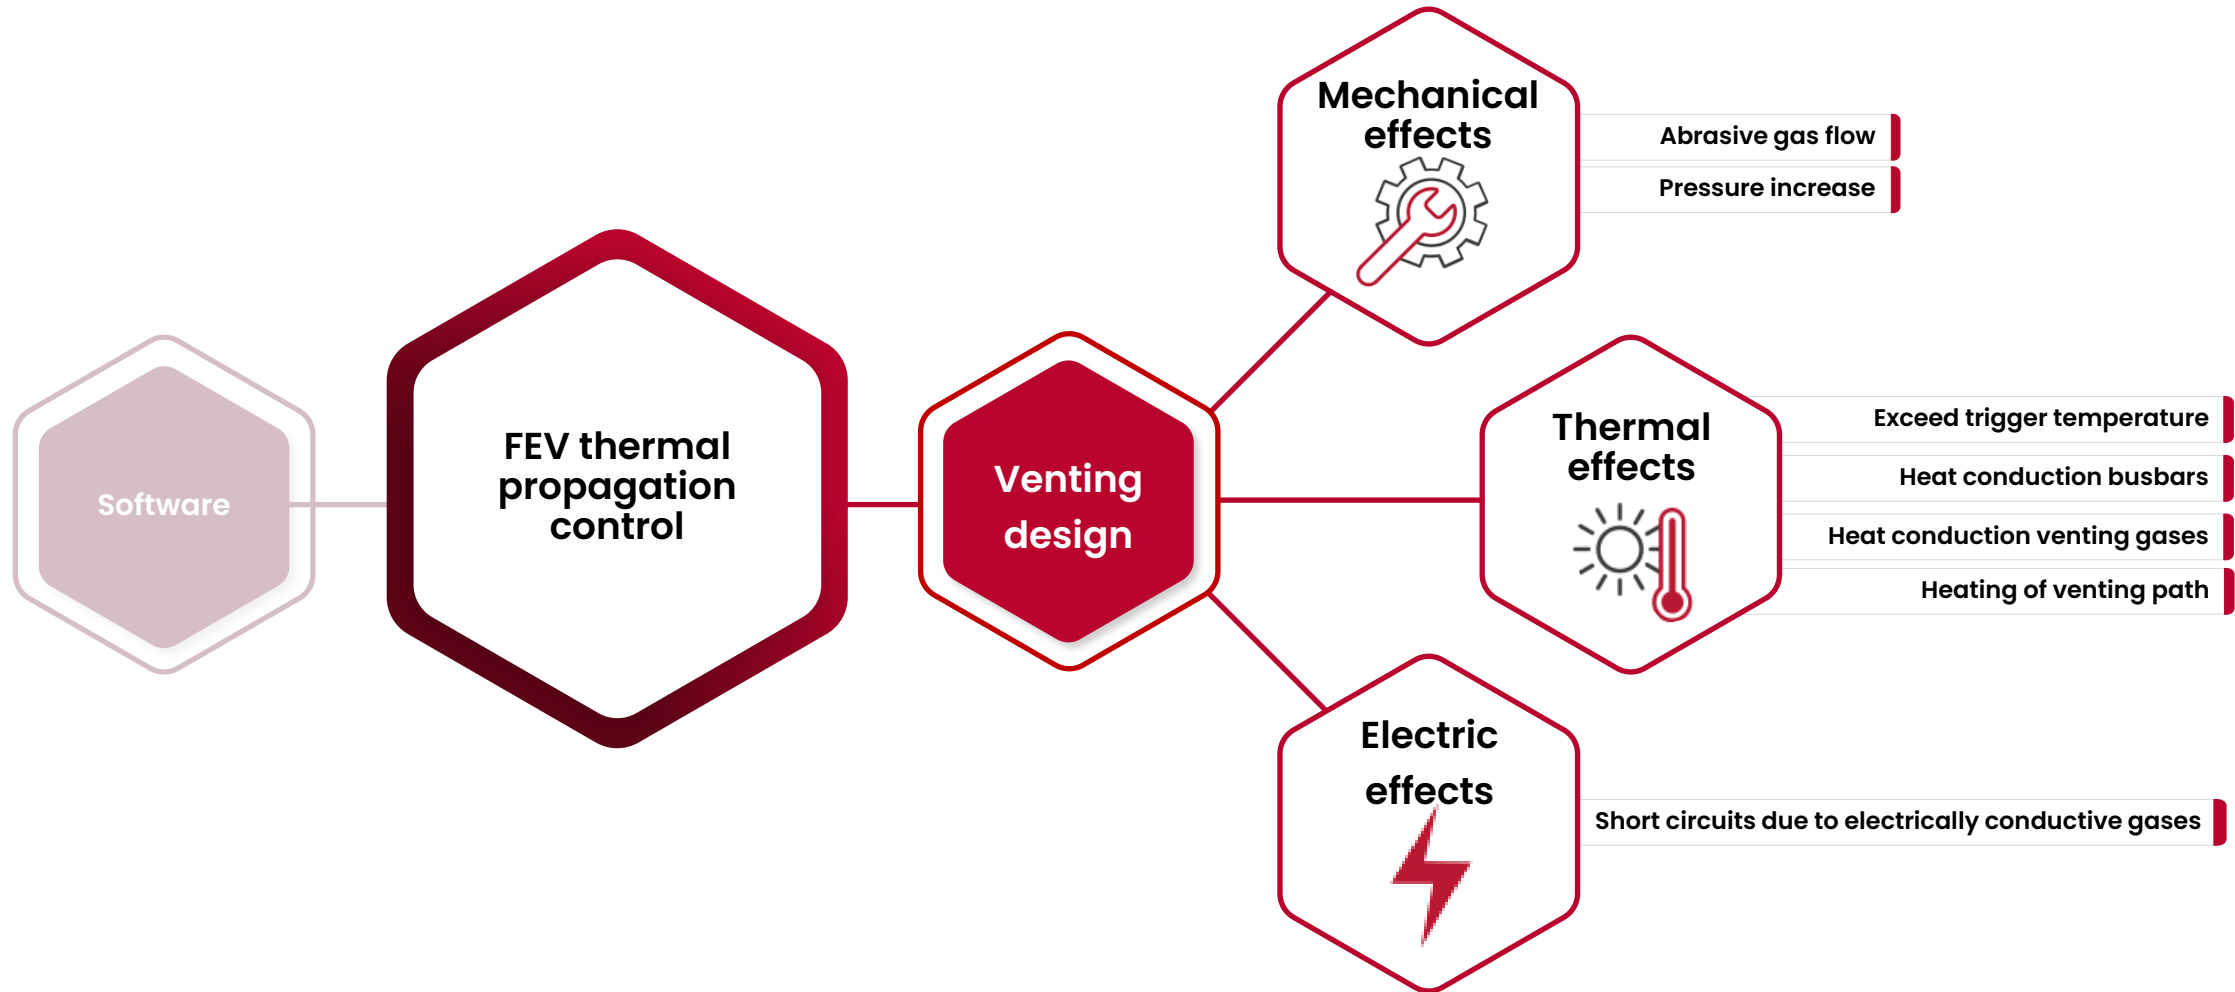 Software
FEV thermal
propagation
control
Venting
design
Mechanical
effects
Abrasive gas flow
Pressure increase
Thermal
effects
Exceed trigger temperature
Heat conduction busbars
Heat conduction venting gases
Heating of venting path
Electric
effects
Short circuits due to electrically conductive gases